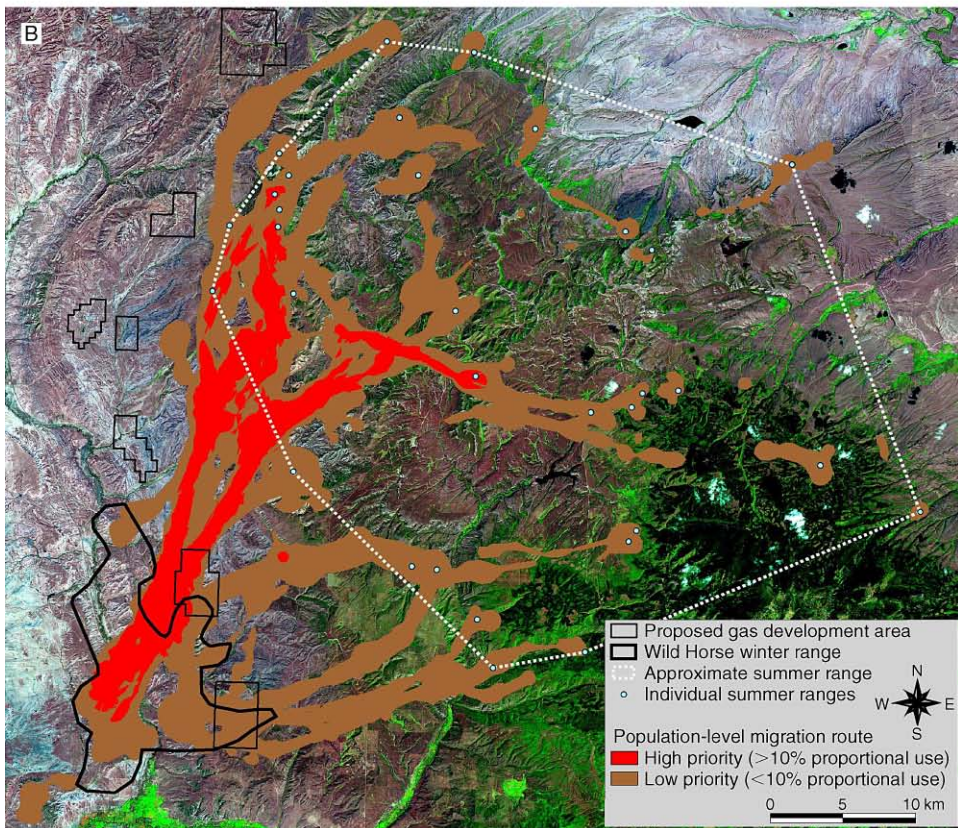 B
Proposed gas development area
Wild Horse winter range
Approximate summer range
Individual summer ranges
N
W E
S
Population-level migration route
High priority (>10% proportional use)
Low priority (<10% proportional use)
0 5 10 km